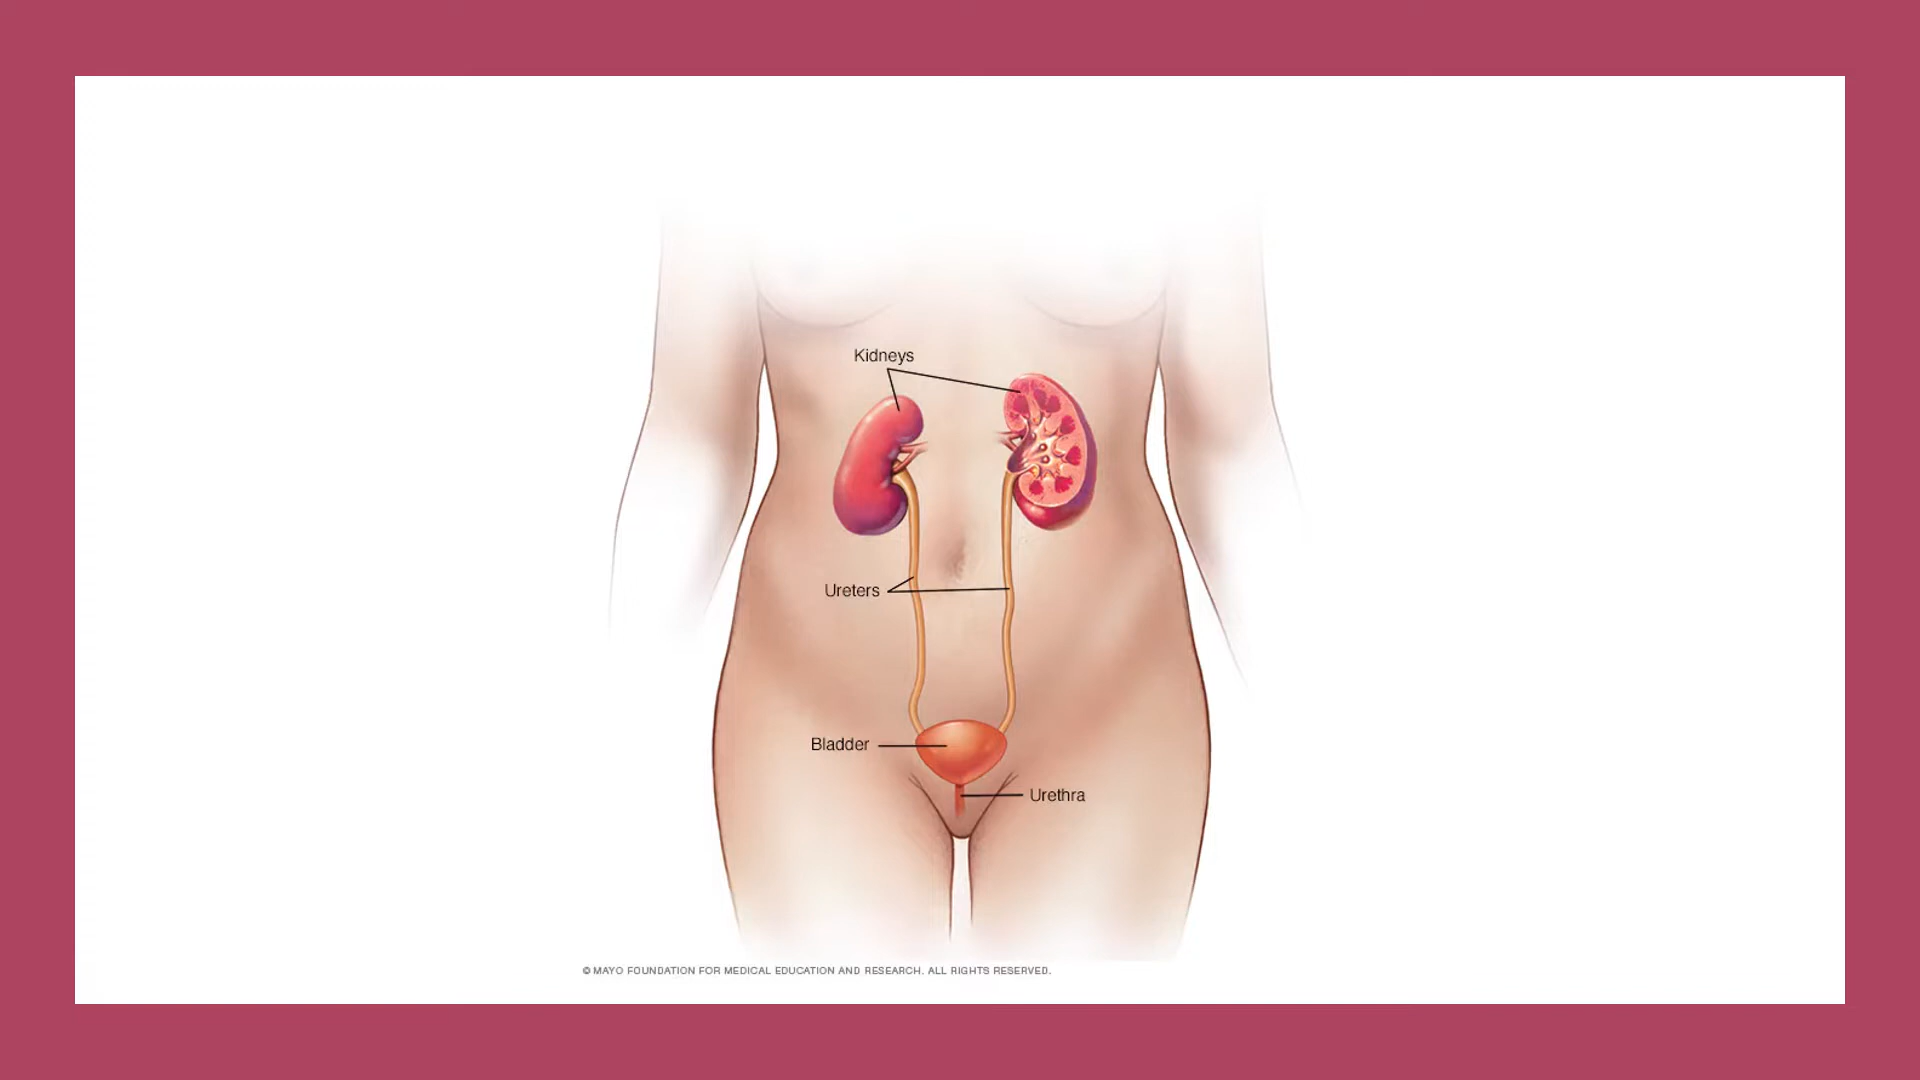 Kidneys
Ureters
Bladder
Urethra
© MAYO FOUNDATION FOR MEDICAL EDUCATION AND RESEARCH. ALL RIGHTS RESERVED.